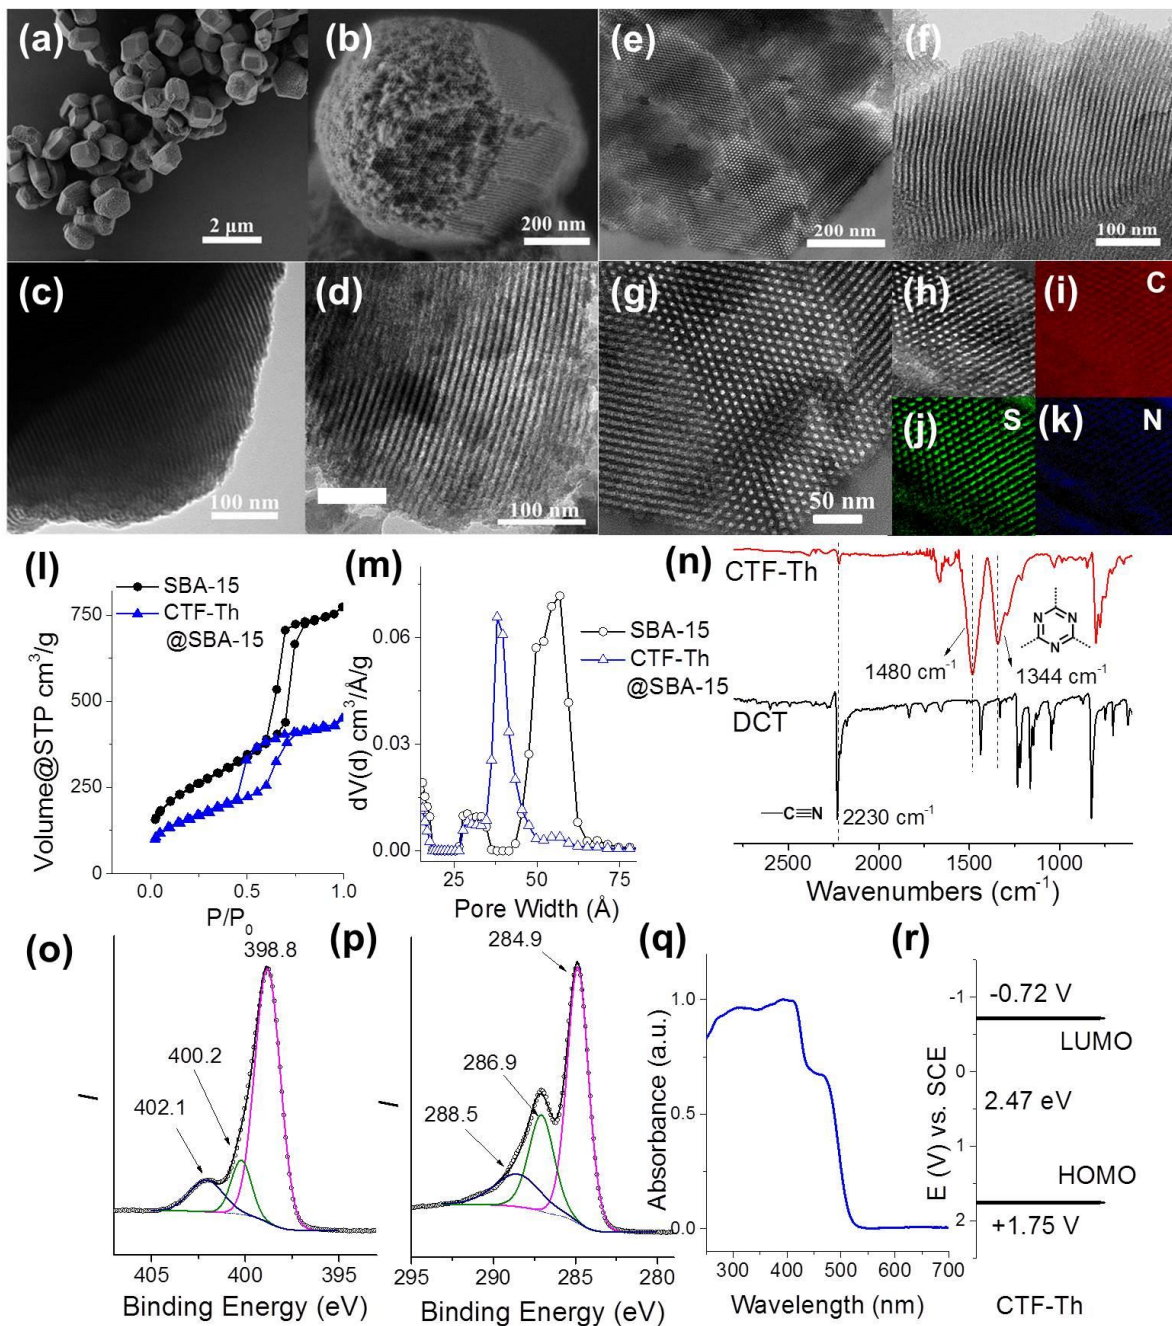 (a)
2 µm
(b)
200 nm
(e)
200 nm
(f)
100 nm
(c)
100 nm
(d)
100 nm
(g)
50 nm
(h)
(i)
C
(j)
S
(k)
N
(l)
SBA-15
CTF-Th
@SBA-15
Volume@STP cm³/g
750
500
250
0
0.0
0.5
1.0
P/P₀
(m)
SBA-15
CTF-Th
@SBA-15
dV(d) cm³/Å/g
0.06
0.03
0.00
25
50
75
Pore Width (Å)
(n)
CTF-Th
N
N
N
1480 cm⁻¹
1344 cm⁻¹
DCT
—C≡N
2230 cm⁻¹
2500
2000
1500
1000
Wavenumbers (cm⁻¹)
(o)
398.8
400.2
402.1
I
405
400
395
Binding Energy (eV)
(p)
284.9
286.9
288.5
I
295
290
285
280
Binding Energy (eV)
(q)
Absorbance (a.u.)
1.0
0.5
0.0
300
400
500
600
700
Wavelength (nm)
(r)
E (V) vs. SCE
-1
0
1
2
-0.72 V
LUMO
2.47 eV
HOMO
+1.75 V
CTF-Th